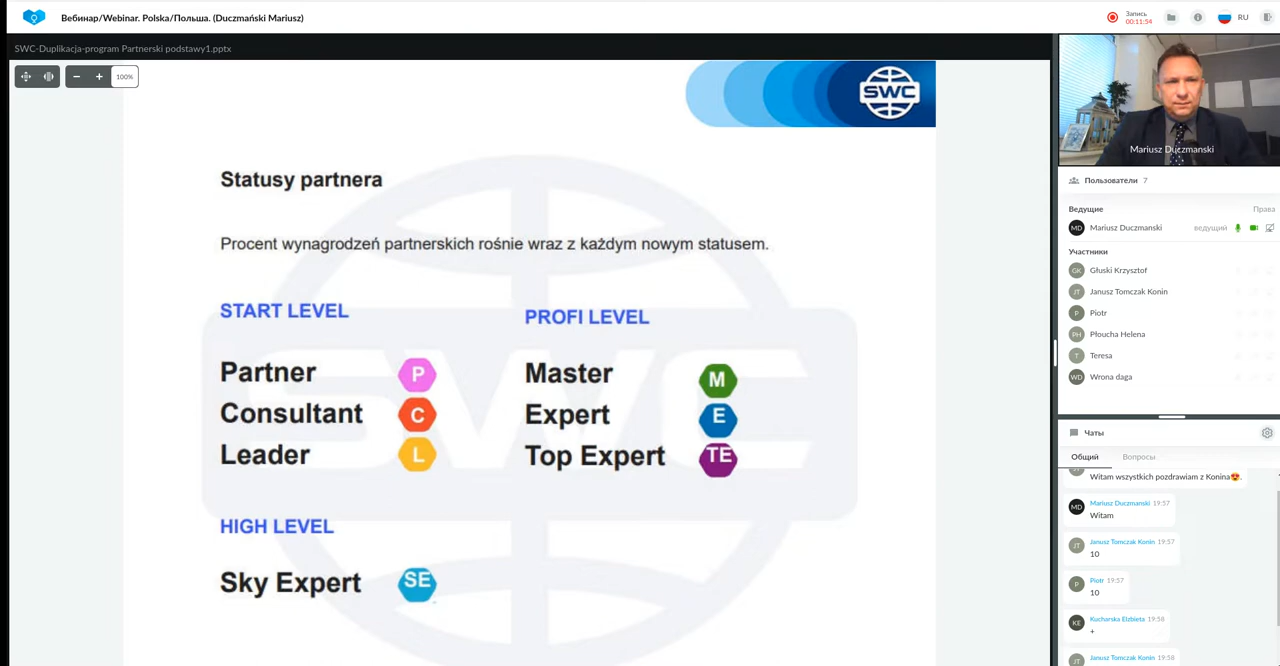 Вебинар/Webinar. Polska/Польша. (Duczmański Mariusz)
Запись
00:11:54
RU
SWC-Duplikacja-program Partnerski podstawy1.pptx
100%
SWC
Statusy partnera
Procent wynagrodzeń partnerskich rośnie wraz z każdym nowym statusem.
START LEVEL
Partner P
Consultant C
Leader L
PROFI LEVEL
Master M
Expert E
Top Expert TE
HIGH LEVEL
Sky Expert SE
Mariusz Duczmanski
Пользователи 7
Ведущие Права
MD Mariusz Duczmanski ведущий
Участники
GK Głuski Krzysztof
JT Janusz Tomczak Konin
P Piotr
PH Płoucha Helena
T Teresa
WD Wrona daga
Чаты
Общий Вопросы
Witam wszystkich pozdrawiam z Konina😍.
MD Mariusz Duczmanski 19:57
Witam
JT Janusz Tomczak Konin 19:57
10
P Piotr 19:57
10
KE Kucharska Elzbieta 19:58
+
JT Janusz Tomczak Konin 19:58